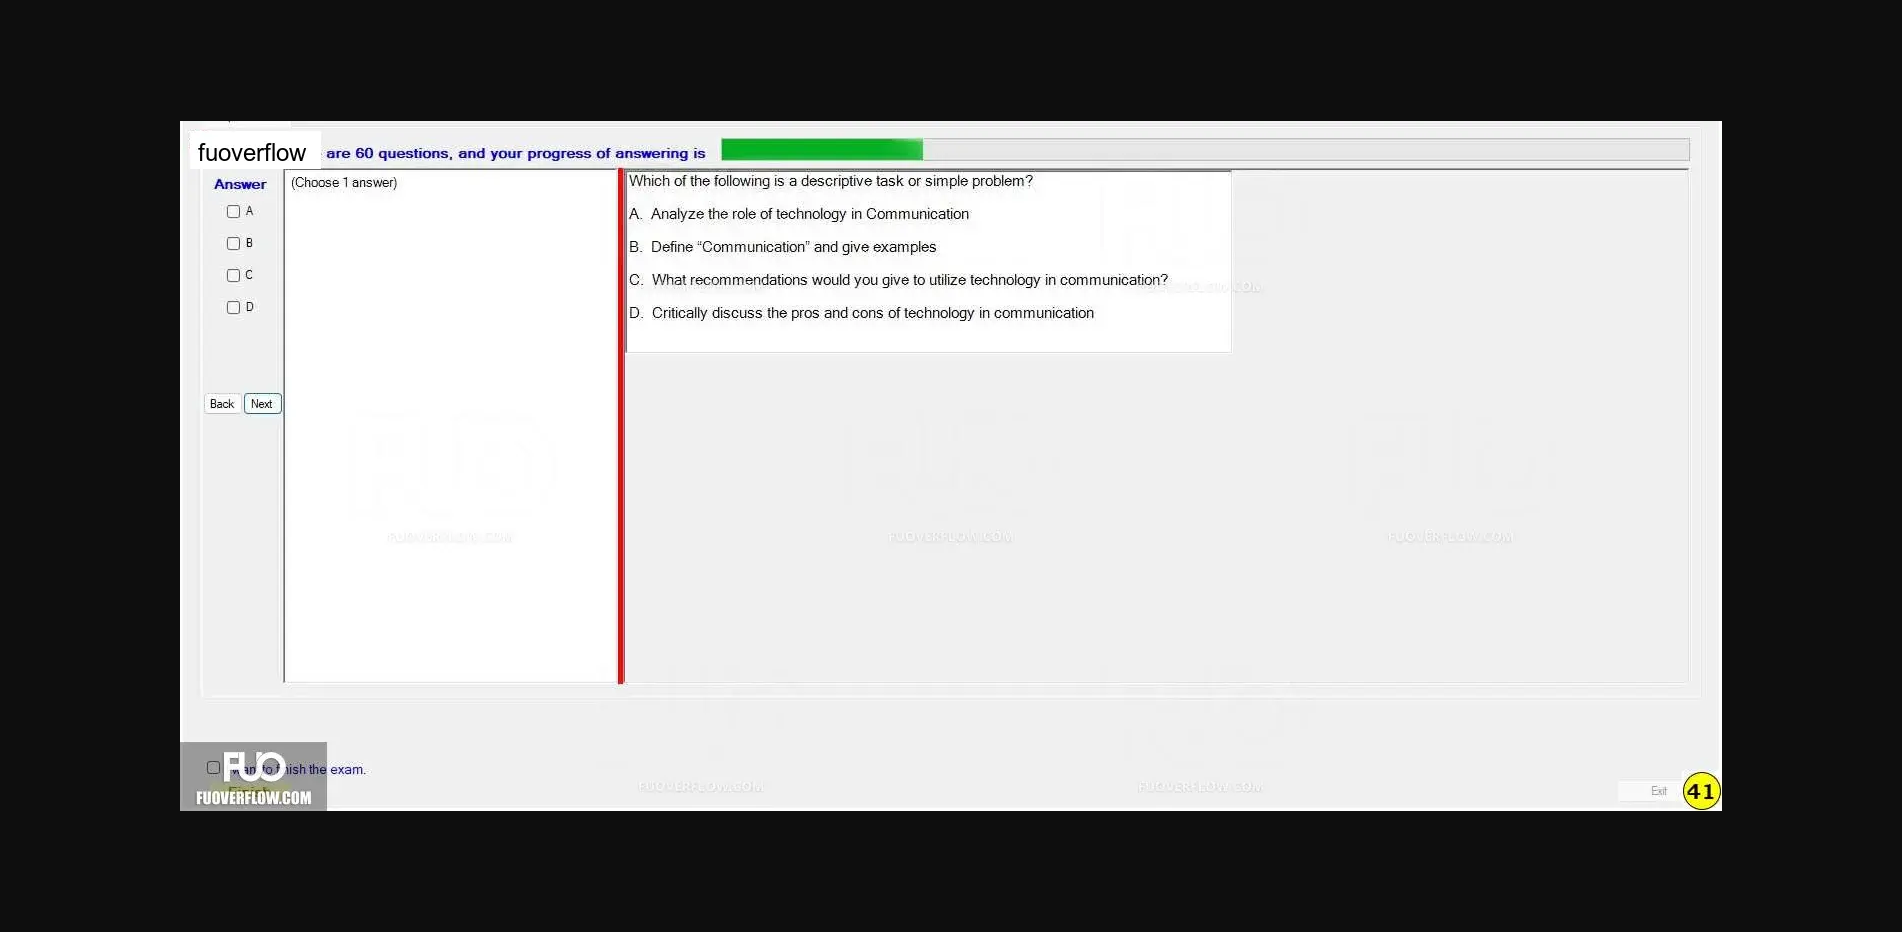 fuoverflow are 60 questions, and your progress of answering is
Answer
(Choose 1 answer)
A
B
C
D
Back Next
Which of the following is a descriptive task or simple problem?
A. Analyze the role of technology in Communication
B. Define “Communication” and give examples
C. What recommendations would you give to utilize technology in communication?
D. Critically discuss the pros and cons of technology in communication
FUOVERFLOW.COM FUOVERFLOW.COM FUOVERFLOW.COM
FUO
to finish the exam.
FUOVERFLOW.COM
FUOVERFLOW.COM FUOVERFLOW.COM
Exit 41